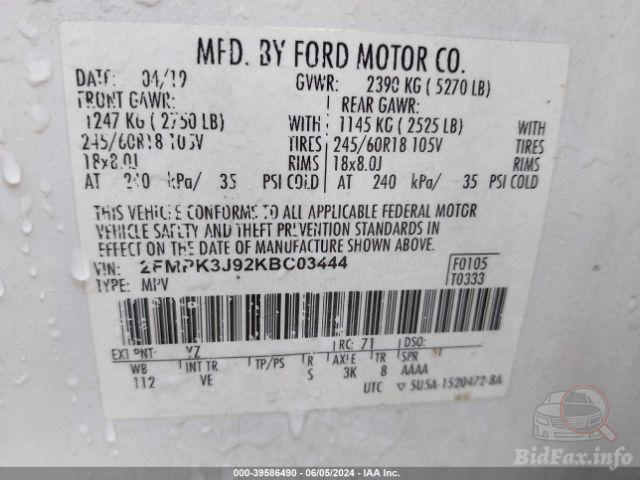 MFD. BY FORD MOTOR CO.
DATE: 04/19 GVWR: 2390 KG ( 5270 LB)
FRONT GAWR: REAR GAWR:
1247 KG ( 2750 LB) WITH 1145 KG ( 2525 LB) WITH
245/60R18 105V TIRES 245/60R18 105V TIRES
18x8.0J RIMS 18x8.0J RIMS
AT 240 kPa/ 35 PSI COLD AT 240 kPa/ 35 PSI COLD
THIS VEHICLE CONFORMS TO ALL APPLICABLE FEDERAL MOTOR
VEHICLE SAFETY AND THEFT PREVENTION STANDARDS IN
EFFECT ON THE DATE OF MANUFACTURE SHOWN ABOVE.
VIN: 2FMPK3J92KBC03444 F0105
TYPE: MPV T0333
EXT PNT: YZ RC: 71 DSO:
WB INT TR TP/PS R AXLE TR SPR
112 VE S 3K 8 AAAA
UTC 5U5A-1520472-BA
000-39586490 - 06/05/2024 - IAA Inc.
BidFax.info